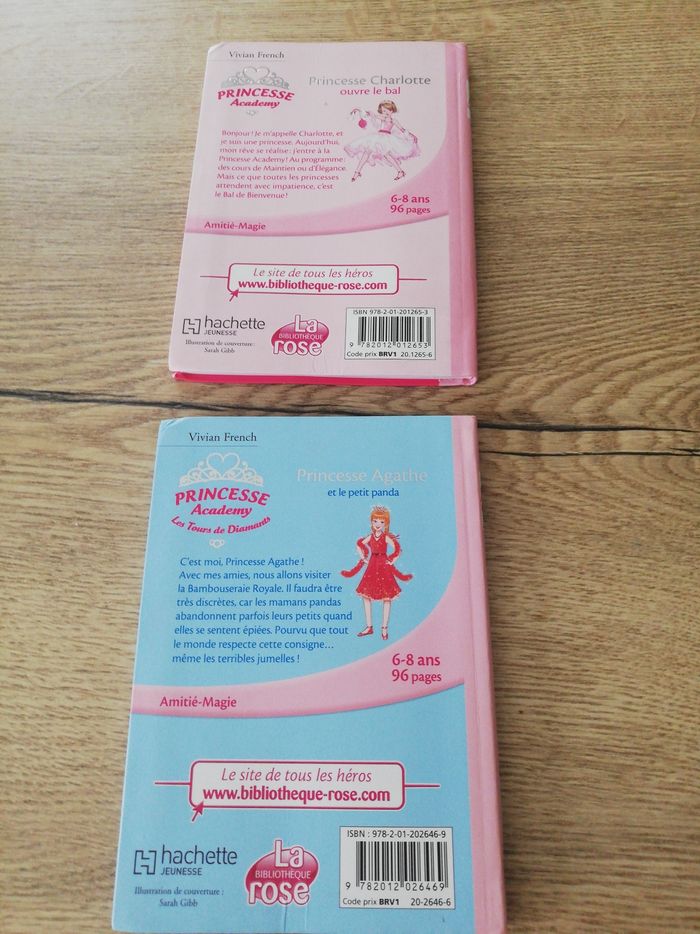 Vivian French
PRINCESSE
Academy
Princesse Charlotte
ouvre le bal
Bonjour ! Je m'appelle Charlotte, et
je suis une princesse. Aujourd'hui,
mon rêve se réalise : j'entre à la
Princesse Academy ! Au programme :
des cours de Maintien ou d'Élégance.
Mais ce que toutes les princesses
attendent avec impatience, c'est
le Bal de Bienvenue !
6-8 ans
96 pages
Amitié-Magie
Le site de tous les héros
www.bibliotheque-rose.com
hachette
JEUNESSE
Illustration de couverture :
Sarah Gibb
La
BIBLIOTHÈQUE
rose
ISBN 978-2-01-201265-3
9 782012 012653
Code prix BRV1 20.1265-6
Vivian French
PRINCESSE
Academy
Les Tours de Diamants
Princesse Agathe
et le petit panda
C'est moi, Princesse Agathe !
Avec mes amies, nous allons visiter
la Bambouseraie Royale. Il faudra être
très discrètes, car les mamans pandas
abandonnent parfois leurs petits quand
elles se sentent épiées. Pourvu que tout
le monde respecte cette consigne...
même les terribles jumelles !
6-8 ans
96 pages
Amitié-Magie
Le site de tous les héros
www.bibliotheque-rose.com
hachette
JEUNESSE
Illustration de couverture :
Sarah Gibb
La
BIBLIOTHÈQUE
rose
ISBN : 978-2-01-202646-9
9 782012 026469
Code prix BRV1 20-2646-6